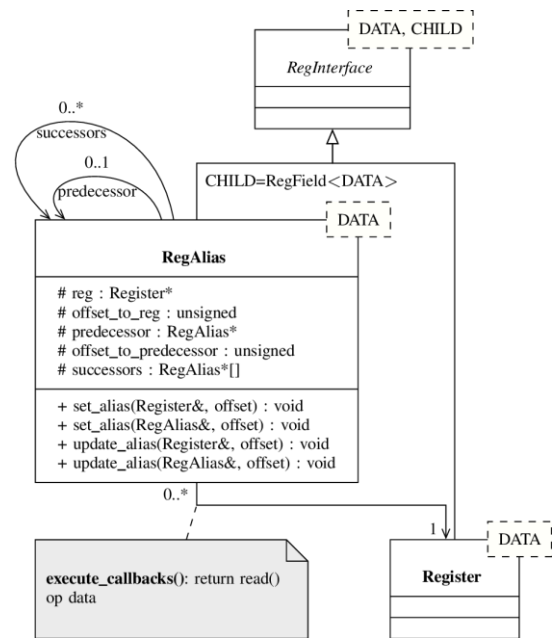 DATA, CHILD
RegInterface
0..*
successors
0..1
predecessor
CHILD=RegField<DATA>
DATA
RegAlias
# reg : Register*
# offset_to_reg : unsigned
# predecessor : RegAlias*
# offset_to_predecessor : unsigned
# successors : RegAlias*[]
+ set_alias(Register&, offset) : void
+ set_alias(RegAlias&, offset) : void
+ update_alias(Register&, offset) : void
+ update_alias(RegAlias&, offset) : void
0..*
1
DATA
Register
execute_callbacks(): return read()
op data